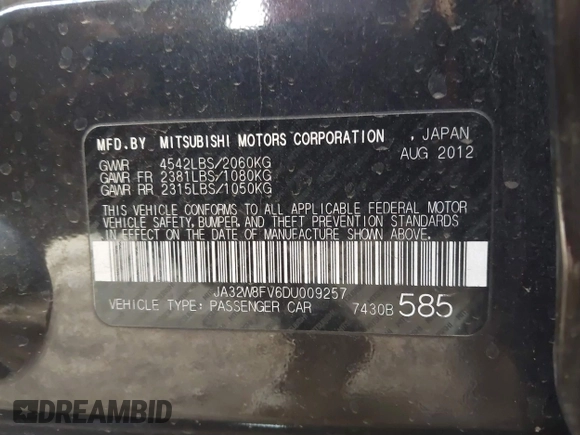 MFD.BY MITSUBISHI MOTORS CORPORATION , JAPAN
GVWR 4542LBS/2060KG AUG 2012
GAWR FR 2381LBS/1080KG
GAWR RR 2315LBS/1050KG
THIS VEHICLE CONFORMS TO ALL APPLICABLE FEDERAL MOTOR
VEHICLE SAFETY, BUMPER, AND THEFT PREVENTION STANDARDS
IN EFFECT ON THE DATE OF MANUFACTURE SHOWN ABOVE.
JA32W8FV6DU009257
VEHICLE TYPE: PASSENGER CAR 7430B 585
DREAMBID